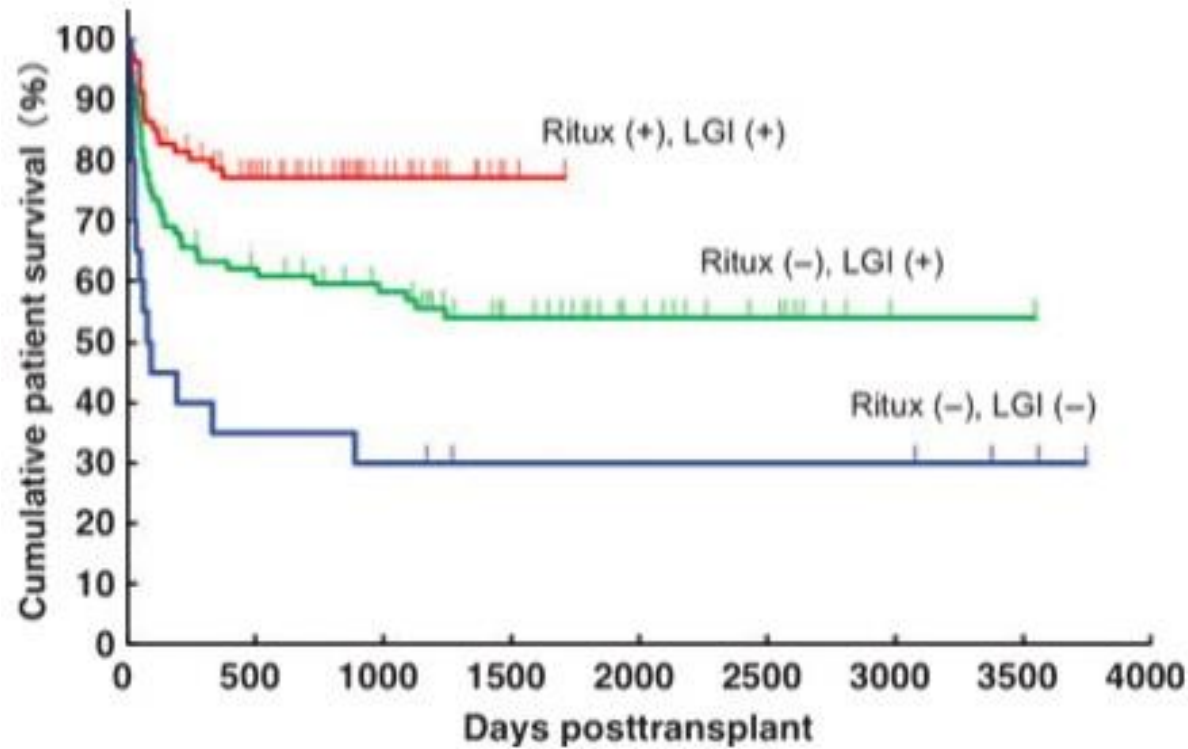 Cumulative patient survival (%)
100
90
80
70
60
50
40
30
20
10
0
Ritux (+), LGI (+)
Ritux (–), LGI (+)
Ritux (–), LGI (–)
0 500 1000 1500 2000 2500 3000 3500 4000
Days posttransplant